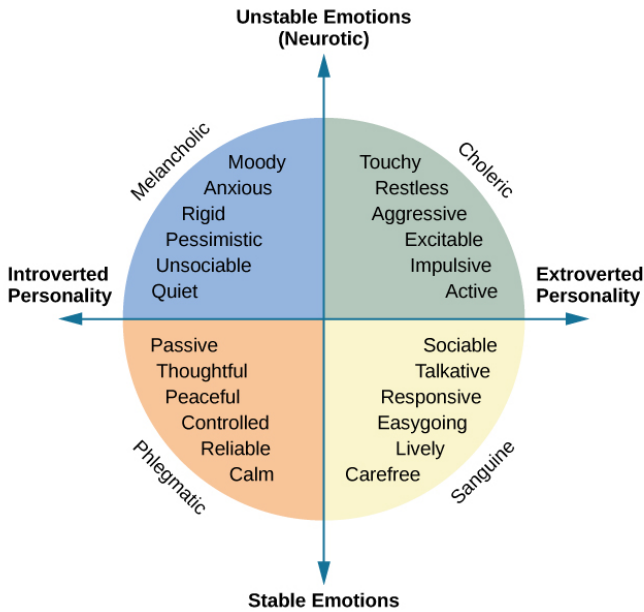 Unstable Emotions
(Neurotic)
Melancholic
Choleric
Moody
Anxious
Rigid
Pessimistic
Unsociable
Quiet
Touchy
Restless
Aggressive
Excitable
Impulsive
Active
Introverted
Personality
Extroverted
Personality
Passive
Thoughtful
Peaceful
Controlled
Reliable
Calm
Sociable
Talkative
Responsive
Easygoing
Lively
Carefree
Phlegmatic
Sanguine
Stable Emotions